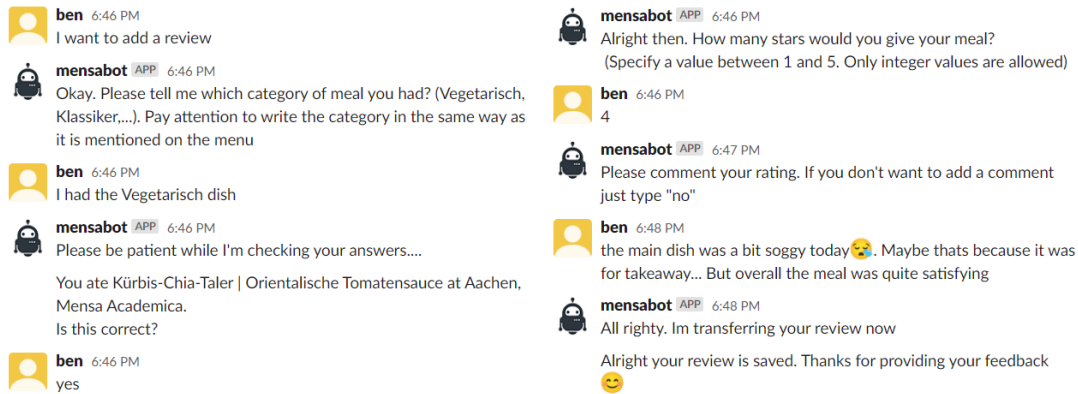 ben 6:46 PM
I want to add a review
mensabot APP 6:46 PM
Okay. Please tell me which category of meal you had? (Vegetarisch,
Klassiker,...). Pay attention to write the category in the same way as
it is mentioned on the menu
ben 6:46 PM
I had the Vegetarisch dish
mensabot APP 6:46 PM
Please be patient while I'm checking your answers....
You ate Kürbis-Chia-Taler | Orientalische Tomatensauce at Aachen,
Mensa Academica.
Is this correct?
ben 6:46 PM
yes
mensabot APP 6:46 PM
Alright then. How many stars would you give your meal?
(Specify a value between 1 and 5. Only integer values are allowed)
ben 6:46 PM
4
mensabot APP 6:47 PM
Please comment your rating. If you don't want to add a comment
just type "no"
ben 6:48 PM
the main dish was a bit soggy today😪. Maybe thats because it was
for takeaway... But overall the meal was quite satisfying
mensabot APP 6:48 PM
All righty. Im transferring your review now
Alright your review is saved. Thanks for providing your feedback
😊